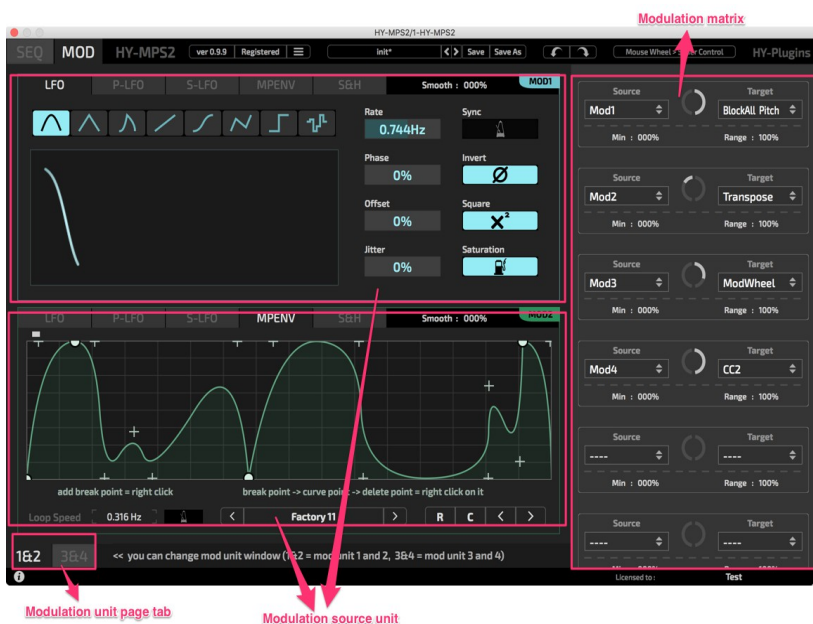 Modulation matrix
HY-MPS2/1-HY-MPS2
SEQ MOD HY-MPS2 ver 0.9.9 Registered init* Save Save As Mouse Wheel > Control HY-Plugins
LFO P-LFO S-LFO MPENV S&H Smooth : 000% MOD1
Rate Sync
0.744Hz
Phase Invert
0%
Offset Square
0% X²
Jitter Saturation
0%
LFO P-LFO S-LFO MPENV S&H Smooth : 000% MOD2
add break point = right click break point -> curve point -> delete point = right click on it
Loop Speed 0.316 Hz < Factory 11 > R C < >
1&2 3&4 << you can change mod unit window (1&2 = mod unit 1 and 2, 3&4 = mod unit 3 and 4)
Source Target
Mod1 BlockAll Pitch
Min : 000% Range : 100%
Source Target
Mod2 Transpose
Min : 000% Range : 100%
Source Target
Mod3 ModWheel
Min : 000% Range : 100%
Source Target
Mod4 CC2
Min : 000% Range : 100%
Source Target
---- ----
Min : 000% Range : 100%
Source Target
---- ----
Licensed to : Test
Modulation unit page tab
Modulation source unit